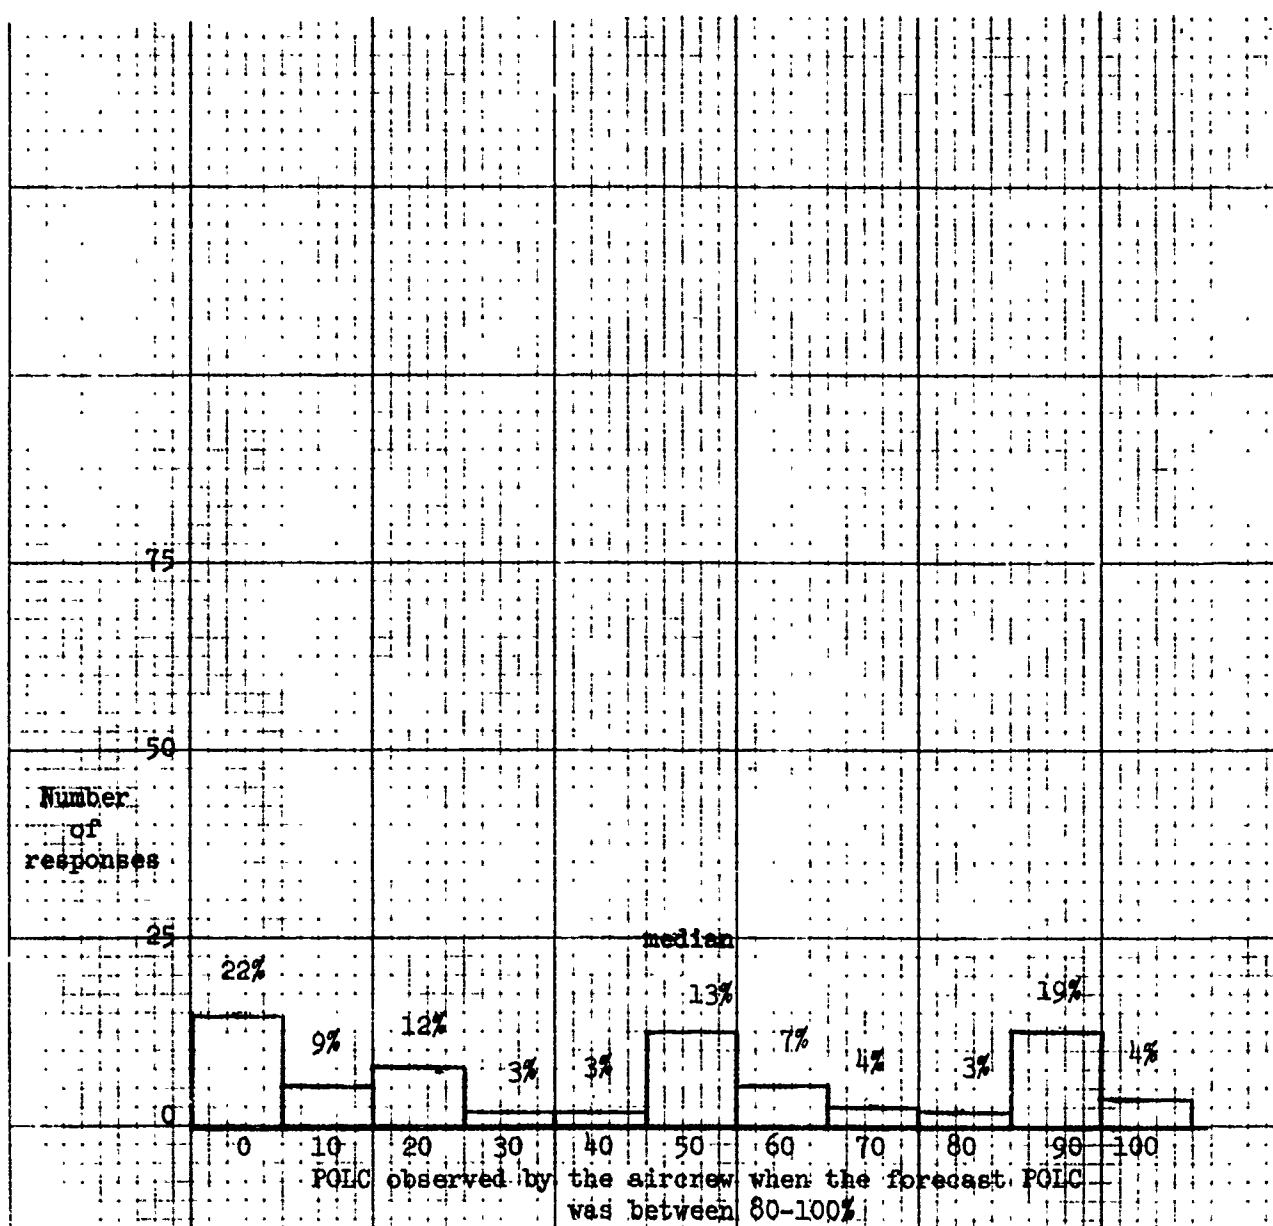 75
50
Number
of
responses
25
median
22%
9%
12%
3%
3%
13%
7%
4%
3%
19%
4%
0
0 10 20 30 40 50 60 70 80 90 100
POLC observed by the aircrew when the forecast POLC
was between 80-100%